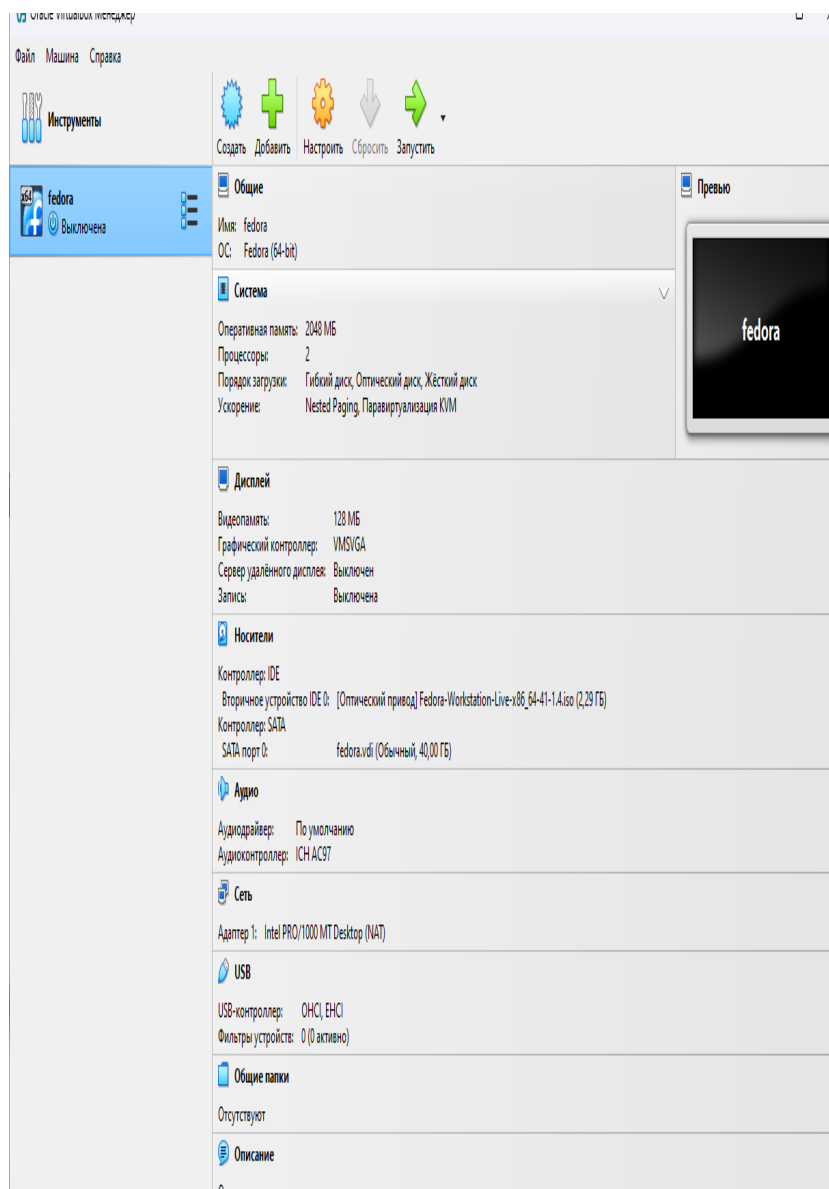 Oracle VirtualBox Менеджер
Файл Машина Справка
Инструменты
Создать Добавить Настроить Сбросить Запустить
x64
fedora
Выключена
Общие
Имя: fedora
ОС: Fedora (64-bit)
Превью
fedora
Система
Оперативная память: 2048 МБ
Процессоры: 2
Порядок загрузки: Гибкий диск, Оптический диск, Жёсткий диск
Ускорение: Nested Paging, Паравиртуализация KVM
Дисплей
Видеопамять: 128 МБ
Графический контроллер: VMSVGA
Сервер удалённого дисплея: Выключен
Запись: Выключена
Носители
Контроллер: IDE
Вторичное устройство IDE 0: [Оптический привод] Fedora-Workstation-Live-x86_64-41-1.4.iso (2,29 ГБ)
Контроллер: SATA
SATA порт 0: fedora.vdi (Обычный, 40,00 ГБ)
Аудио
Аудиодрайвер: По умолчанию
Аудиоконтроллер: ICH AC97
Сеть
Адаптер 1: Intel PRO/1000 MT Desktop (NAT)
USB
USB-контроллер: OHCI, EHCI
Фильтры устройств: 0 (0 активно)
Общие папки
Отсутствуют
Описание